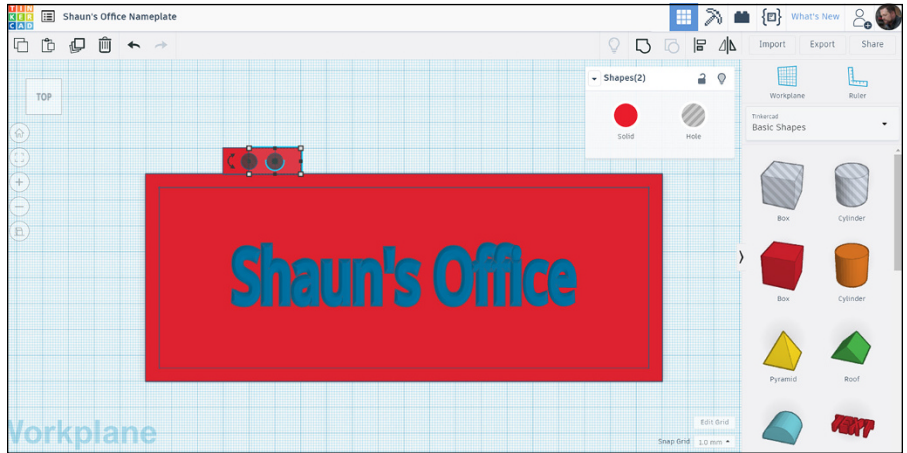 TIN
KER
CAD
Shaun's Office Nameplate
What's New
Import
Export
Share
TOP
Shapes(2)
Solid
Hole
Workplane
Ruler
Tinkercad
Basic Shapes
Box
Cylinder
Box
Cylinder
Pyramid
Roof
TEXT
Shaun's Office
Workplane
Edit Grid
Snap Grid 1.0 mm